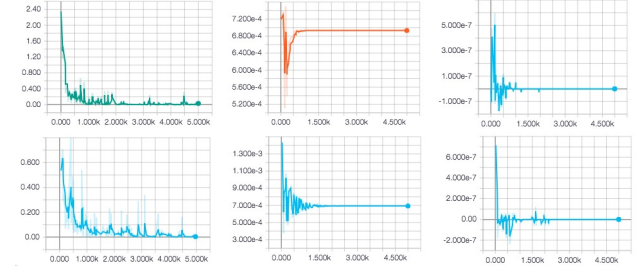 2.40
2.00
1.60
1.20
0.800
0.400
0.00
0.000 1.000k 2.000k 3.000k 4.000k 5.000k
7.200e-4
6.800e-4
6.400e-4
6.000e-4
5.600e-4
5.200e-4
0.000 1.500k 3.000k 4.500k
5.000e-7
3.000e-7
1.000e-7
-1.000e-7
0.000 1.500k 3.000k 4.500k
0.600
0.400
0.200
0.00
0.000 1.000k 2.000k 3.000k 4.000k 5.000k
1.300e-3
1.100e-3
9.000e-4
7.000e-4
5.000e-4
3.000e-4
0.000 1.500k 3.000k 4.500k
6.000e-7
4.000e-7
2.000e-7
0.00
-2.000e-7
0.000 1.500k 3.000k 4.500k